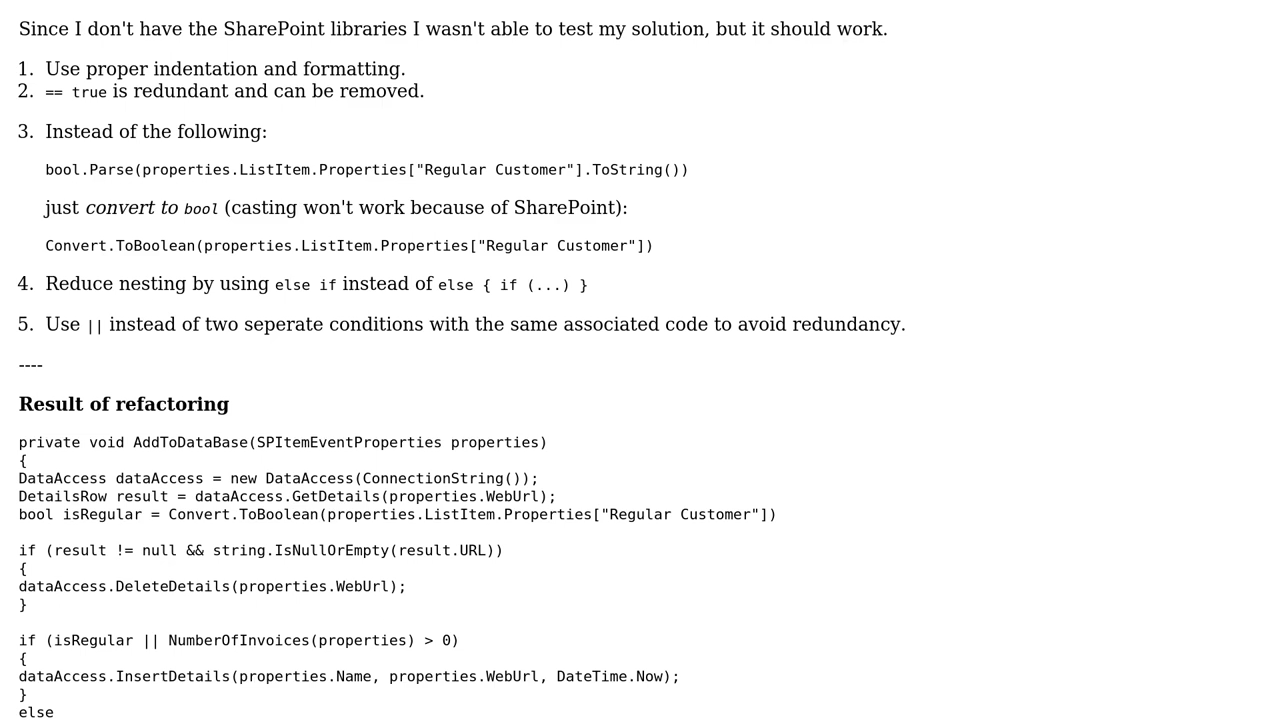 Since I don't have the SharePoint libraries I wasn't able to test my solution, but it should work.
1. Use proper indentation and formatting.
2. == true is redundant and can be removed.
3. Instead of the following:
bool.Parse(properties.ListItem.Properties["Regular Customer"].ToString())
just convert to bool (casting won't work because of SharePoint):
Convert.ToBoolean(properties.ListItem.Properties["Regular Customer"])
4. Reduce nesting by using else if instead of else { if (...) }
5. Use || instead of two seperate conditions with the same associated code to avoid redundancy.
----
Result of refactoring
private void AddToDataBase(SPItemEventProperties properties)
{
DataAccess dataAccess = new DataAccess(ConnectionString());
DetailsRow result = dataAccess.GetDetails(properties.WebUrl);
bool isRegular = Convert.ToBoolean(properties.ListItem.Properties["Regular Customer"])
if (result != null && string.IsNullOrEmpty(result.URL))
{
dataAccess.DeleteDetails(properties.WebUrl);
}
if (isRegular || NumberOfInvoices(properties) > 0)
{
dataAccess.InsertDetails(properties.Name, properties.WebUrl, DateTime.Now);
}
else